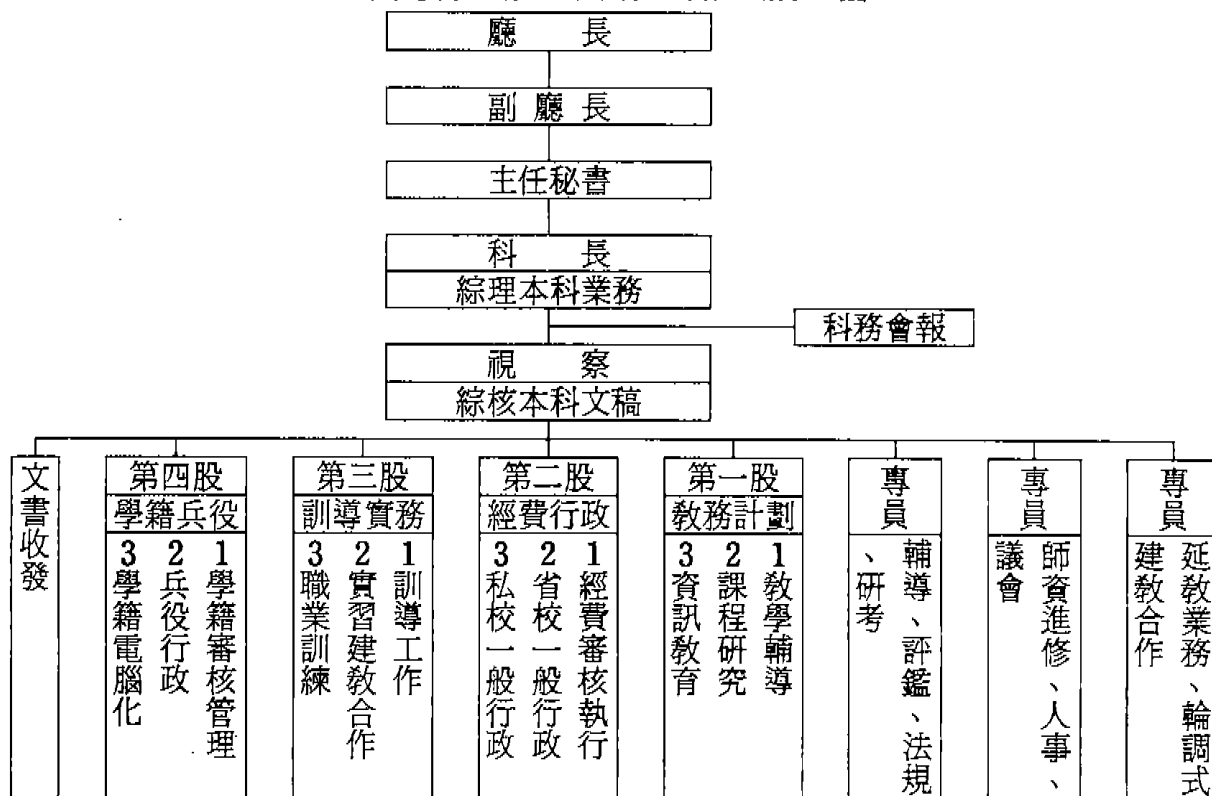 廳長
副廳長
主任秘書
科長
綜理本科業務
科務會報
視察
綜核本科文稿
專員
延教業務、輪調式
建教合作
專員
師資進修、人事、
議會
專員
輔導、評鑑、法規
、研考
第一股
教務計劃
1教學輔導
2課程研究
3資訊教育
第二股
經費行政
1經費審核執行
2省校一般行政
3私校一般行政
第三股
訓導實務
1訓導工作
2實習建教合作
3職業訓練
第四股
學籍兵役
1學籍審核管理
2兵役行政
3學籍電腦化
文書收發